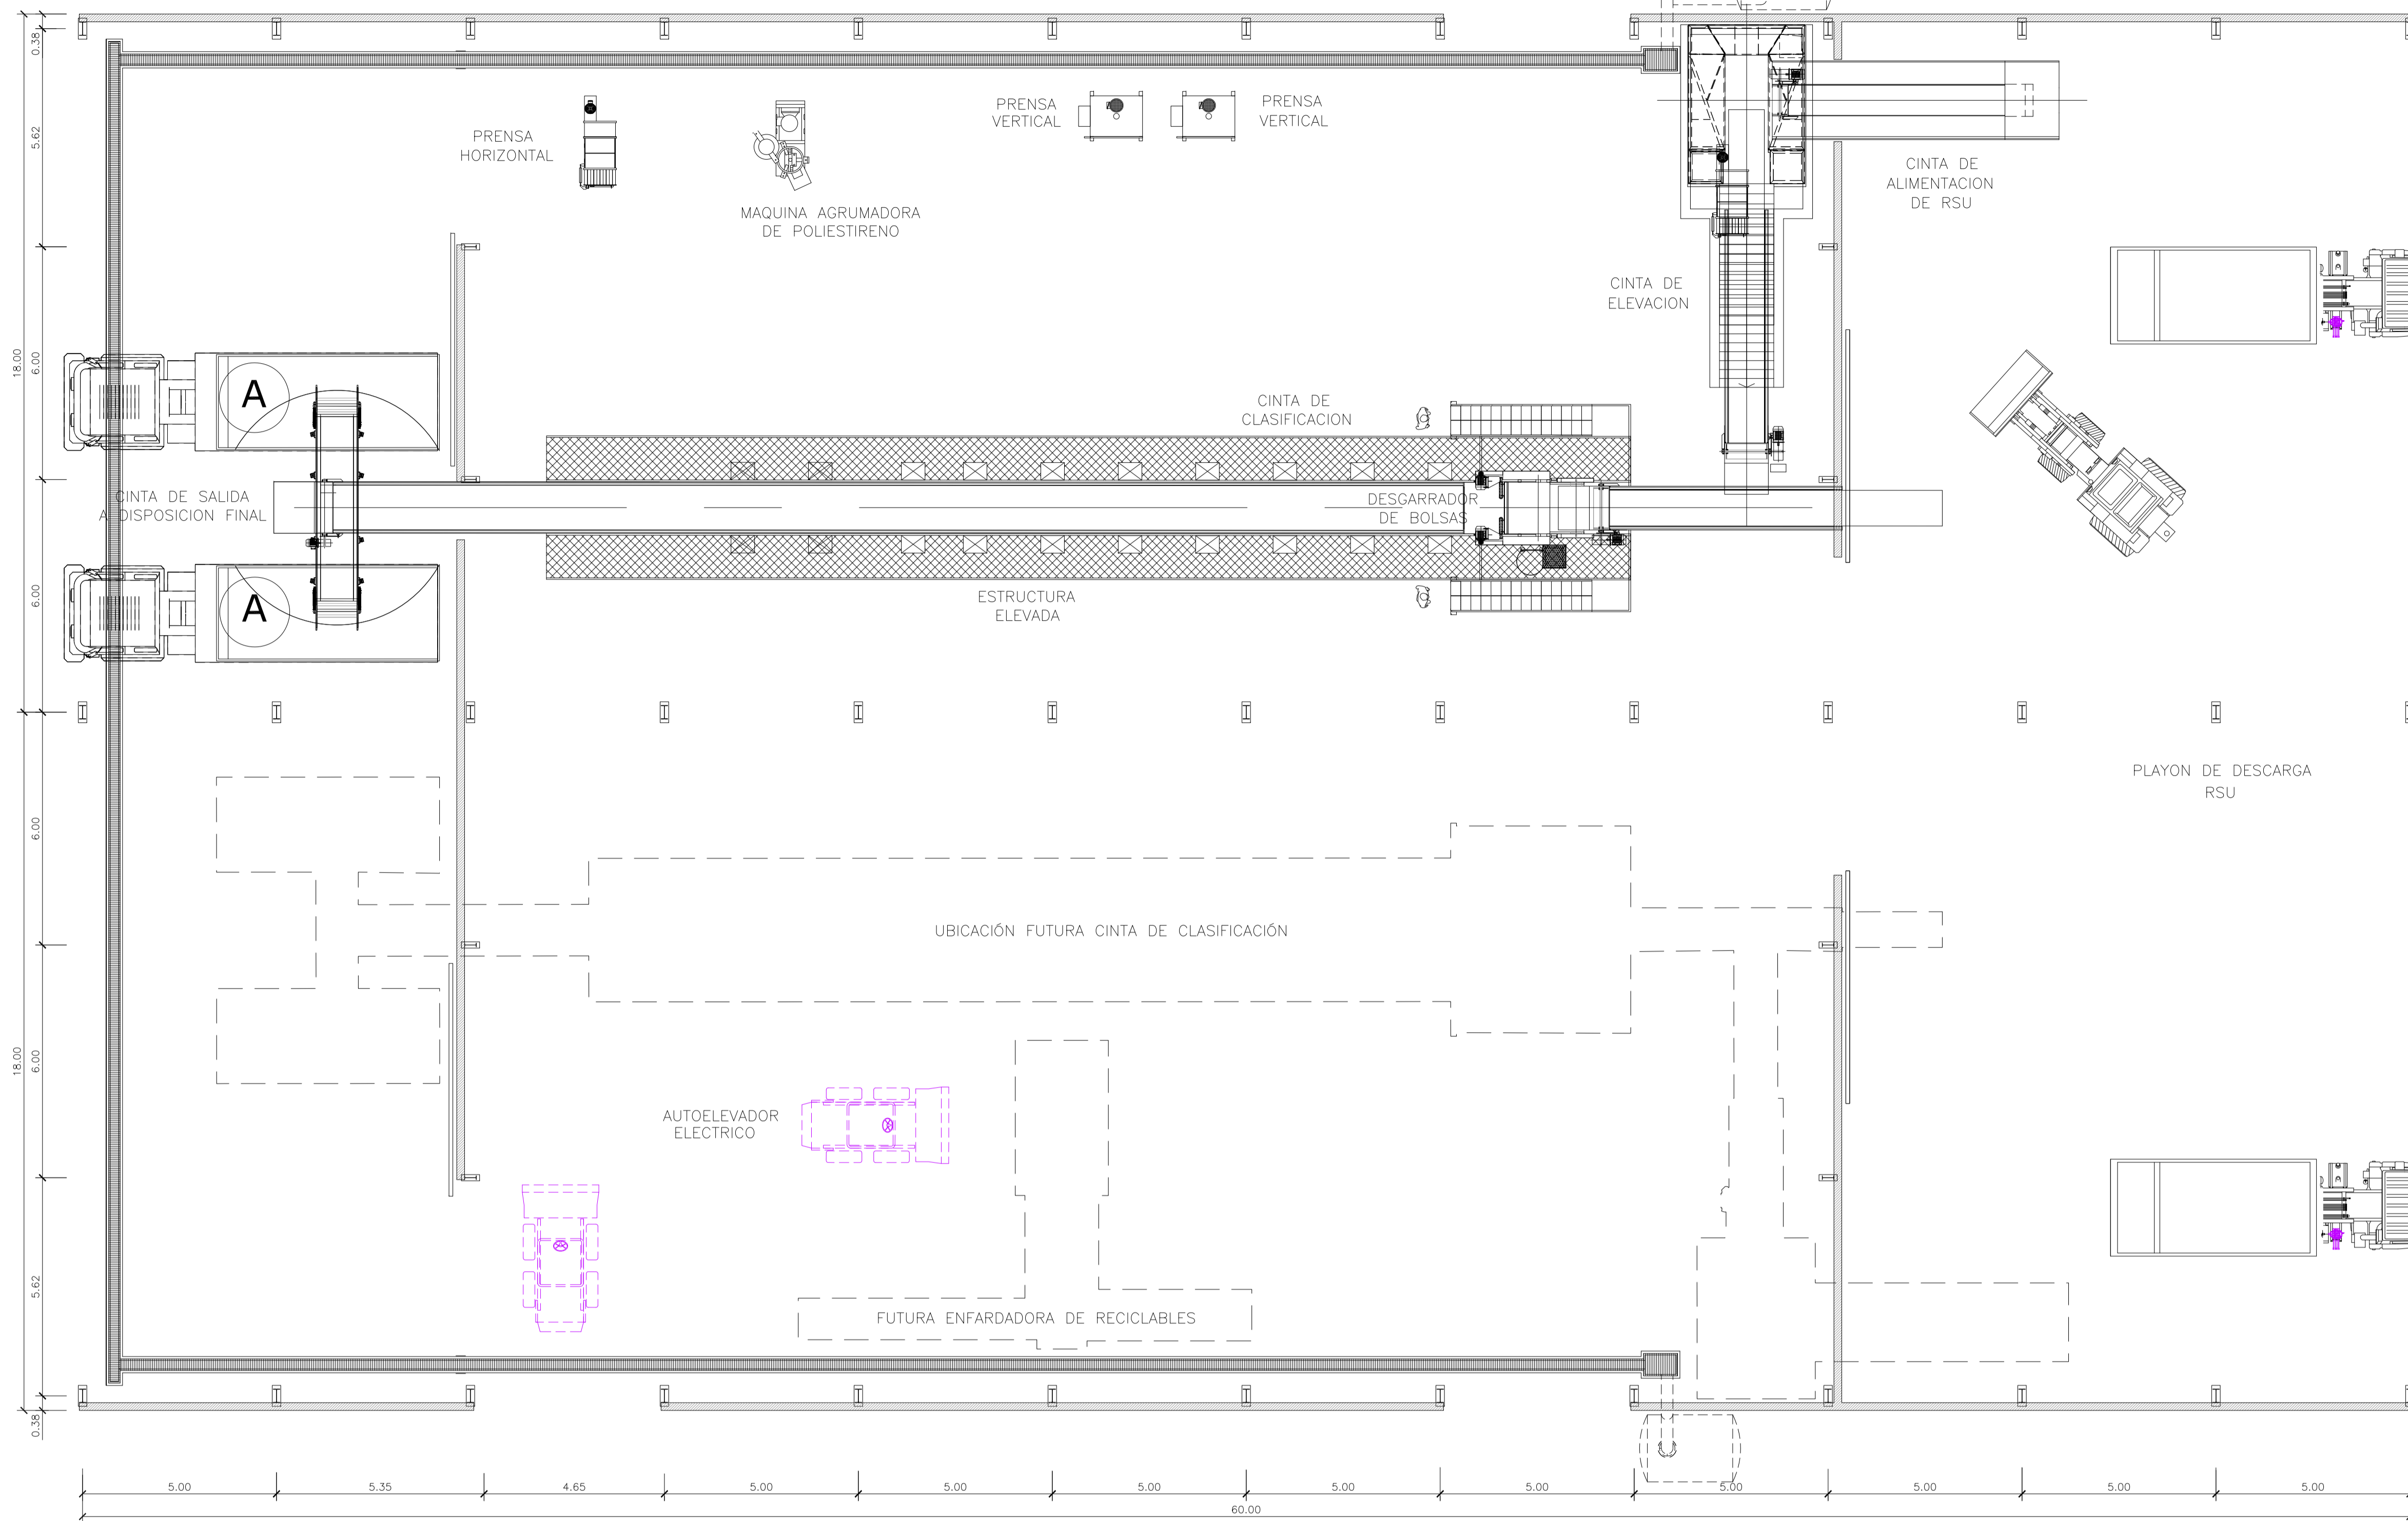 PRENSA
HORIZONTAL
MAQUINA AGRUMADORA
DE POLIESTIRENO
PRENSA
VERTICAL
PRENSA
VERTICAL
CINTA DE
ALIMENTACION
DE RSU
CINTA DE
ELEVACION
CINTA DE
CLASIFICACION
A
CINTA DE SALIDA
A DISPOSICION FINAL
DESGARRADOR
DE BOLSAS
A
ESTRUCTURA
ELEVADA
PLAYON DE DESCARGA
RSU
UBICACIÓN FUTURA CINTA DE CLASIFICACIÓN
AUTOELEVADOR
ELECTRICO
FUTURA ENFARDADORA DE RECICLABLES
0.38
5.62
18.00
6.00
6.00
6.00
18.00
6.00
5.62
0.38
5.00
5.35
4.65
5.00
5.00
5.00
5.00
5.00
5.00
5.00
5.00
5.00
60.00